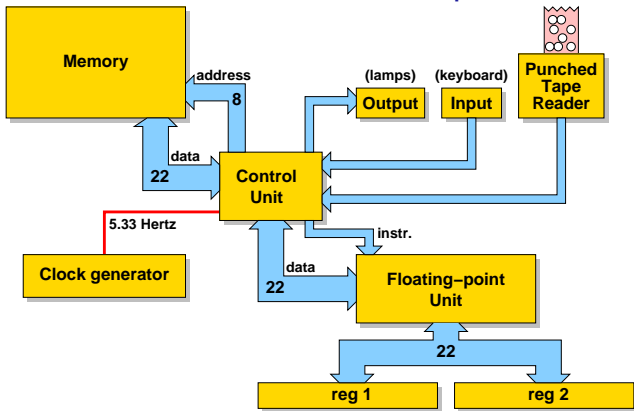 Memory
address
8
(lamps)
Output
(keyboard)
Input
Punched
Tape
Reader
data
22
Control
Unit
5.33 Hertz
Clock generator
instr.
data
22
Floating−point
Unit
22
reg 1
reg 2